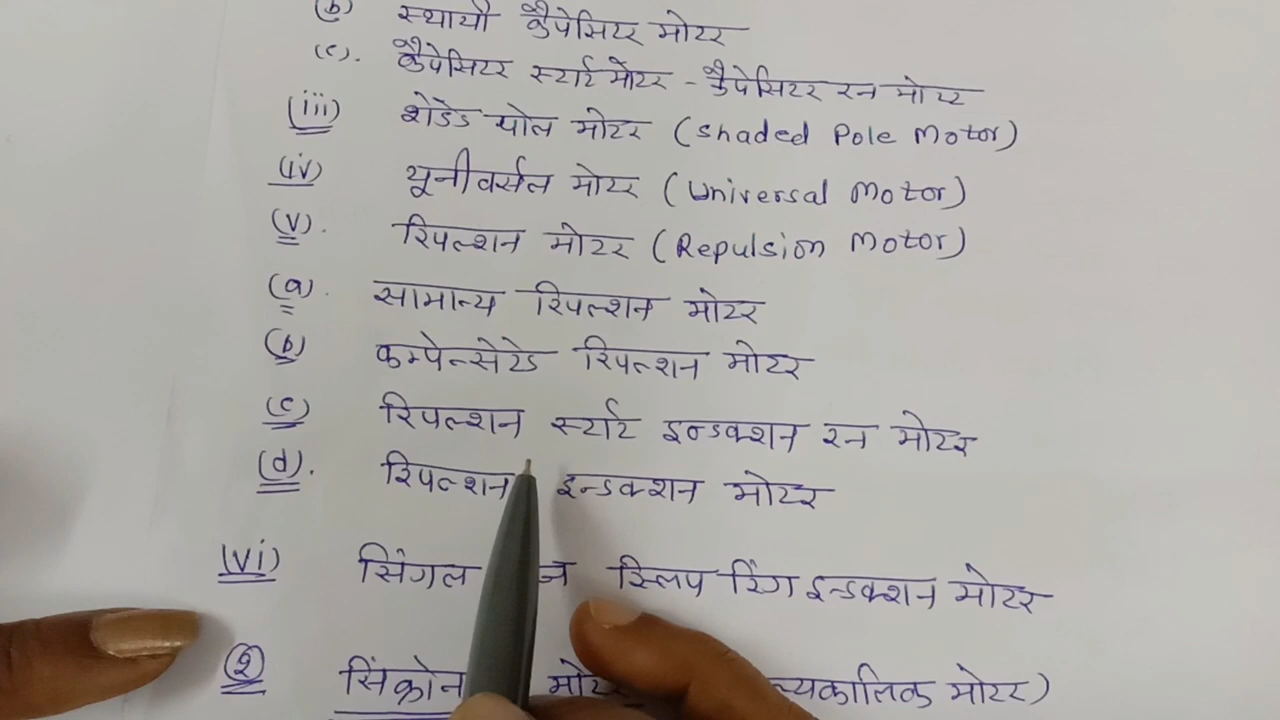 (b) स्थायी कैपेसिटर मोटर
(c). कैपेसिटर स्टार्ट मोटर - कैपेसिटर रन मोटर
(iii) शेडेड पोल मोटर (Shaded Pole Motor)
(iv) यूनीवर्सल मोटर (Universal Motor)
(v). रिपल्शन मोटर (Repulsion Motor)
(a). सामान्य रिपल्शन मोटर
(b) कम्पेन्सेटेड रिपल्शन मोटर
(c) रिपल्शन स्टार्ट इन्डक्शन रन मोटर
(d). रिपल्शन इन्डक्शन मोटर
(vi) सिंगल स्लिप रिंग इन्डक्शन मोटर
(2) मोटर)